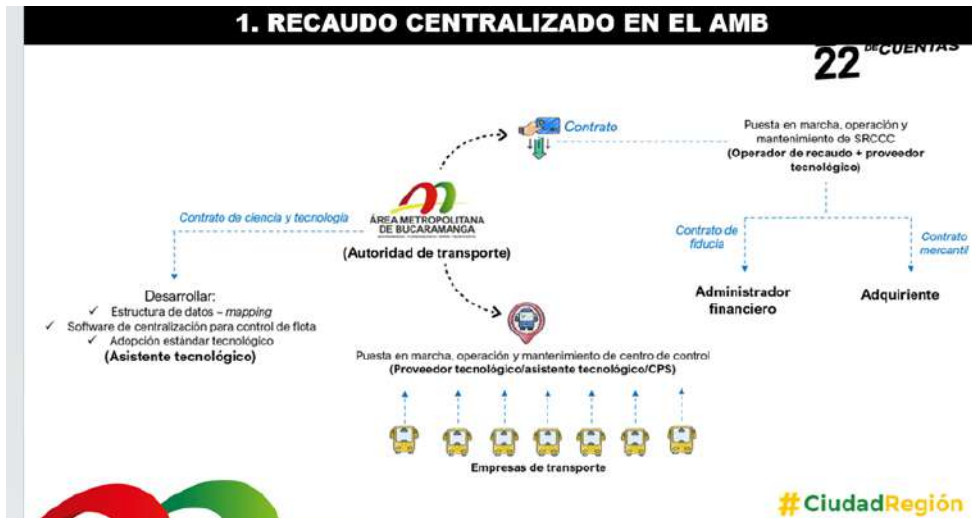 1. RECAUDO CENTRALIZADO EN EL AMB
DE CUENTAS
22
Contrato
Puesta en marcha, operación y
mantenimiento de SRCCC
(Operador de recaudo + proveedor
tecnológico)
Contrato de ciencia y tecnología
ÁREA METROPOLITANA
DE BUCARAMANGA
(Autoridad de transporte)
Contrato de
fiducia
Contrato
mercantil
Administrador
financiero
Adquiriente
Desarrollar:
✓ Estructura de datos – mapping
✓ Software de centralización para control de flota
✓ Adopción estándar tecnológico
(Asistente tecnológico)
Puesta en marcha, operación y mantenimiento de centro de control
(Proveedor tecnológico/asistente tecnológico/CPS)
Empresas de transporte
#CiudadRegión